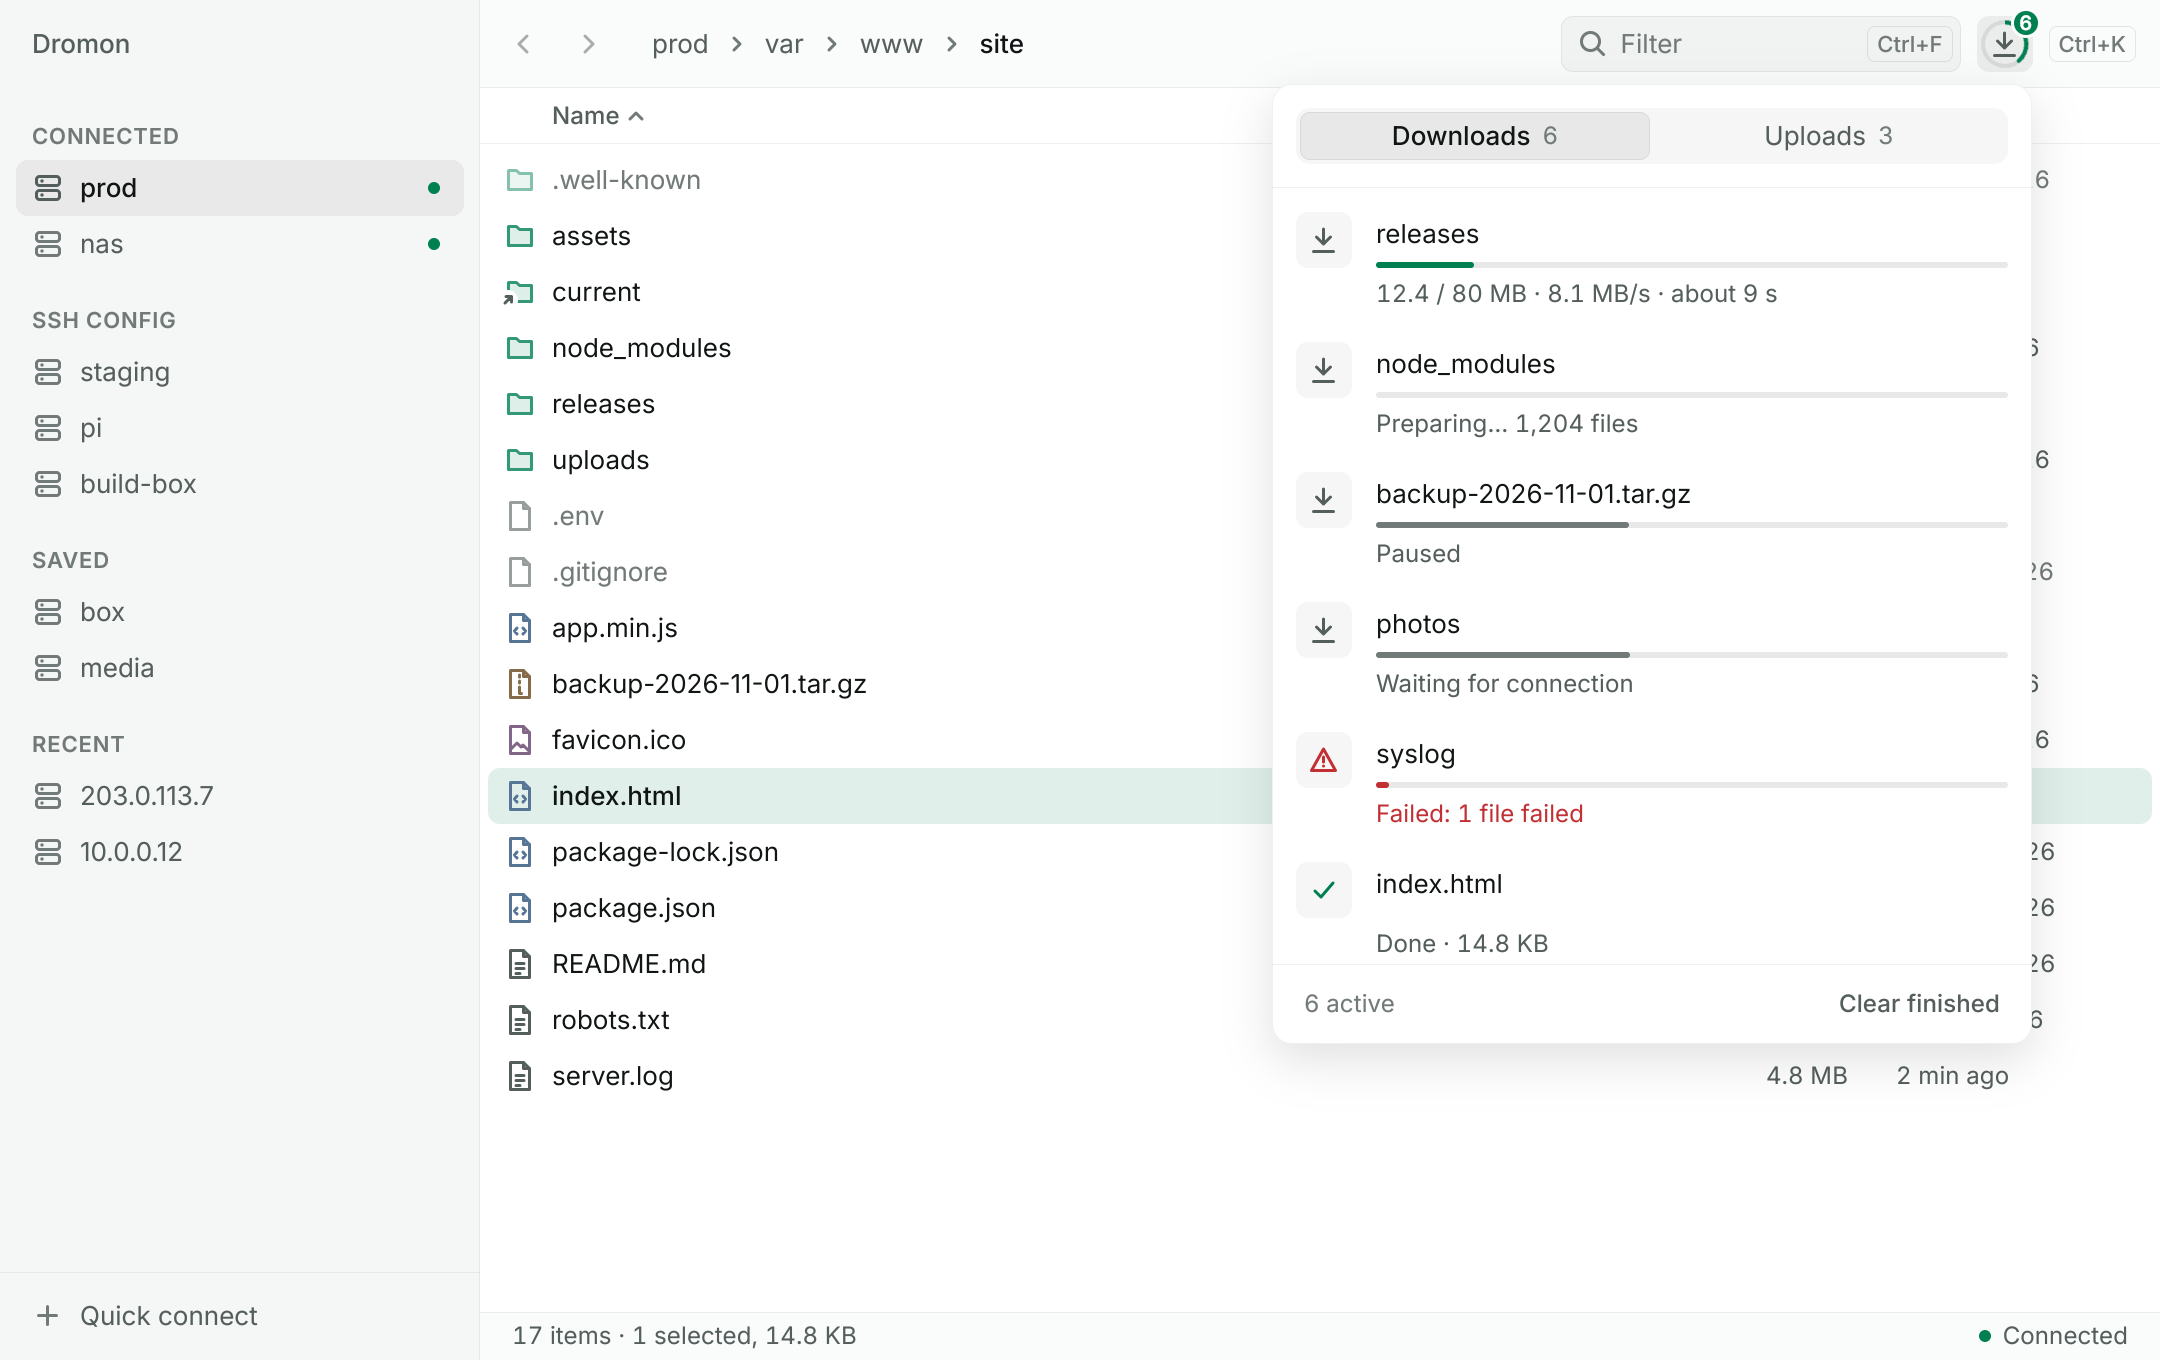 Dromon
CONNECTED
prod
nas
SSH CONFIG
staging
pi
build-box
SAVED
box
media
RECENT
203.0.113.7
10.0.0.12
Quick connect
prod > var > www > site
Filter Ctrl+F
6
Ctrl+K
Name
.well-known
assets
current
node_modules
releases
uploads
.env
.gitignore
app.min.js
backup-2026-11-01.tar.gz
favicon.ico
index.html
package-lock.json
package.json
README.md
robots.txt
server.log 4.8 MB 2 min ago
Downloads 6 Uploads 3
releases
12.4 / 80 MB · 8.1 MB/s · about 9 s
node_modules
Preparing... 1,204 files
backup-2026-11-01.tar.gz
Paused
photos
Waiting for connection
syslog
Failed: 1 file failed
index.html
Done · 14.8 KB
6 active Clear finished
17 items · 1 selected, 14.8 KB
Connected